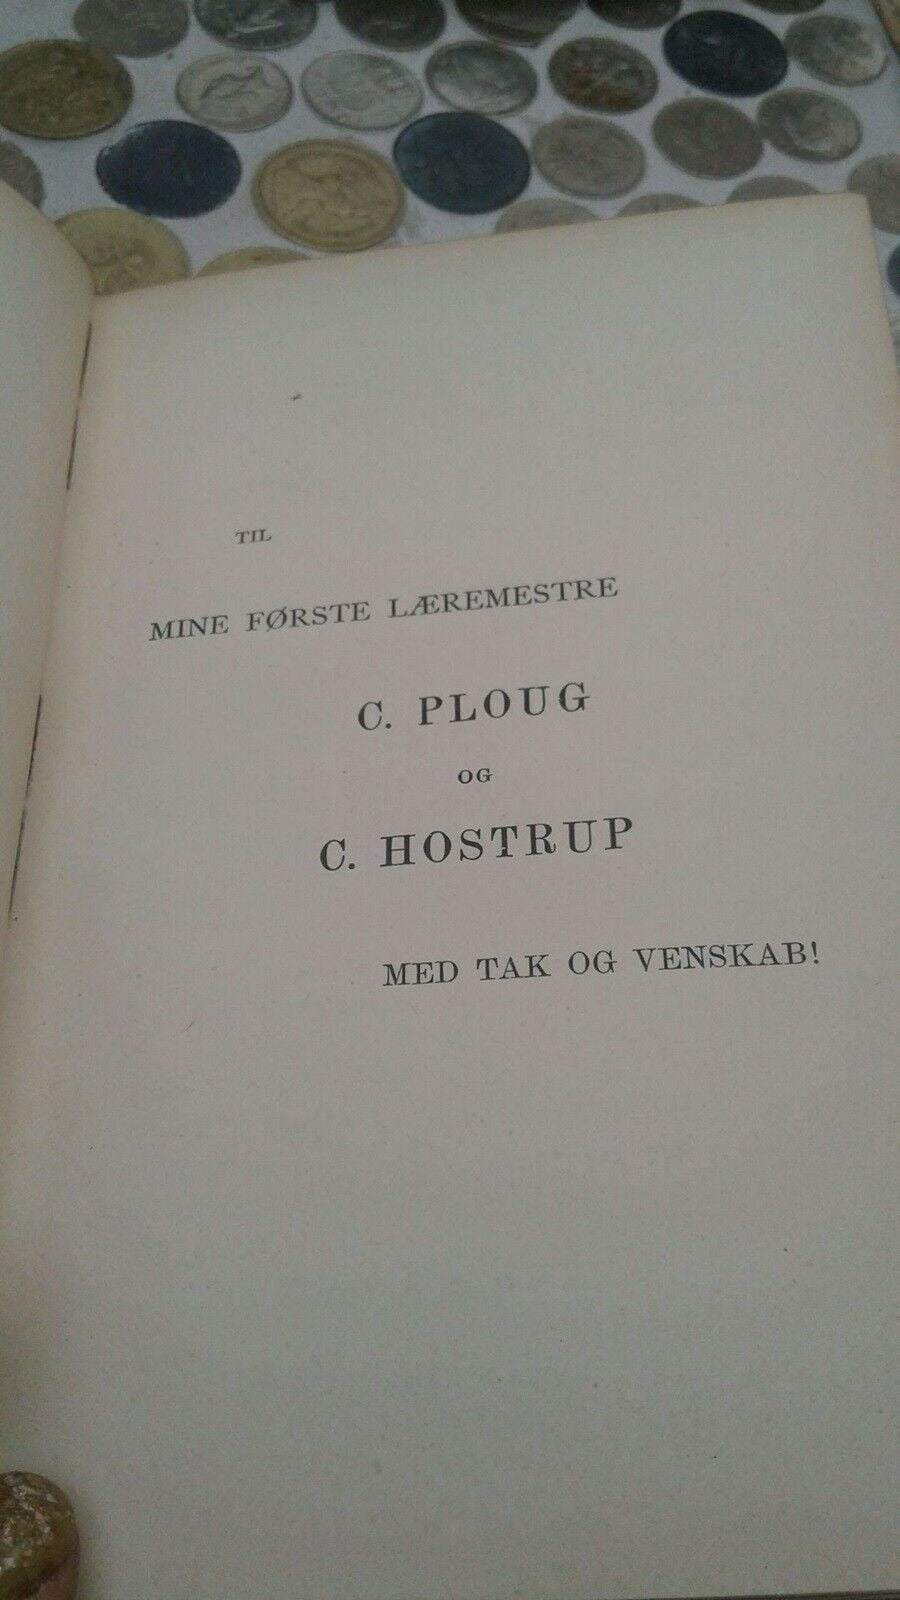 TIL
MINE FØRSTE LÆREMESTRE
C. PLOUG
OG
C. HOSTRUP
MED TAK OG VENSKAB!